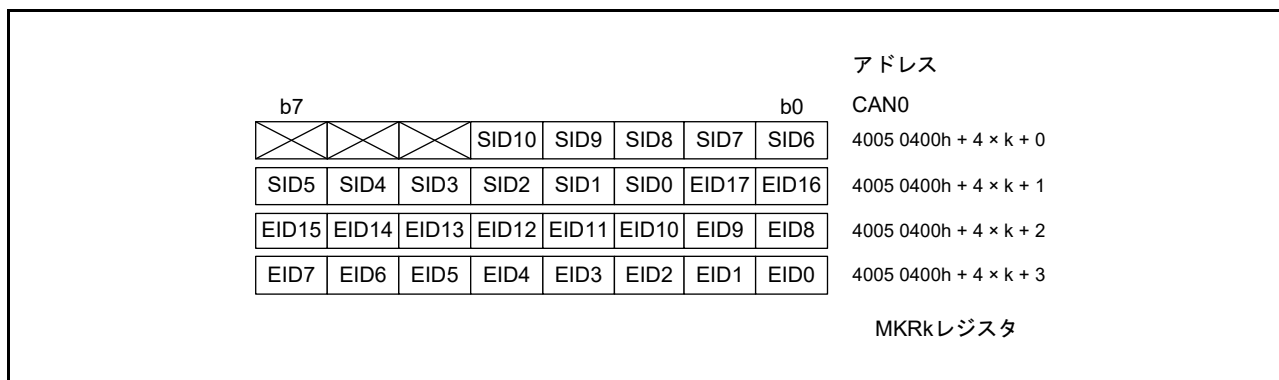 アドレス
b7 b0 CAN0
SID10 SID9 SID8 SID7 SID6 4005 0400h + 4 × k + 0
SID5 SID4 SID3 SID2 SID1 SID0 EID17 EID16 4005 0400h + 4 × k + 1
EID15 EID14 EID13 EID12 EID11 EID10 EID9 EID8 4005 0400h + 4 × k + 2
EID7 EID6 EID5 EID4 EID3 EID2 EID1 EID0 4005 0400h + 4 × k + 3
MKRkレジスタ